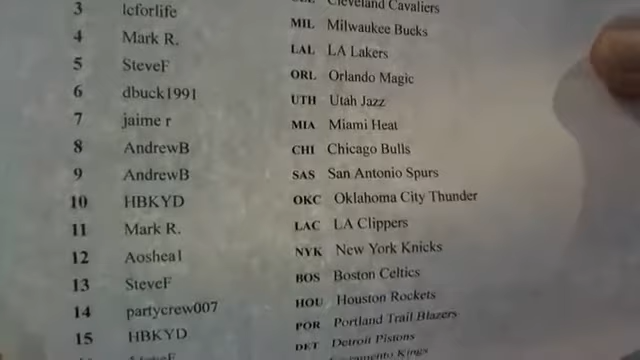 Cleveland Cavaliers
3 lcforlife MIL Milwaukee Bucks
4 Mark R. LAL LA Lakers
5 SteveF ORL Orlando Magic
6 dbuck1991 UTH Utah Jazz
7 jaime r MIA Miami Heat
8 AndrewB CHI Chicago Bulls
9 AndrewB SAS San Antonio Spurs
10 HBKYD OKC Oklahoma City Thunder
11 Mark R. LAC LA Clippers
12 Aoshea1 NYK New York Knicks
13 SteveF BOS Boston Celtics
14 partycrew007 HOU Houston Rockets
15 HBKYD POR Portland Trail Blazers
SteveF DET Detroit Pistons
Sacramento Kings